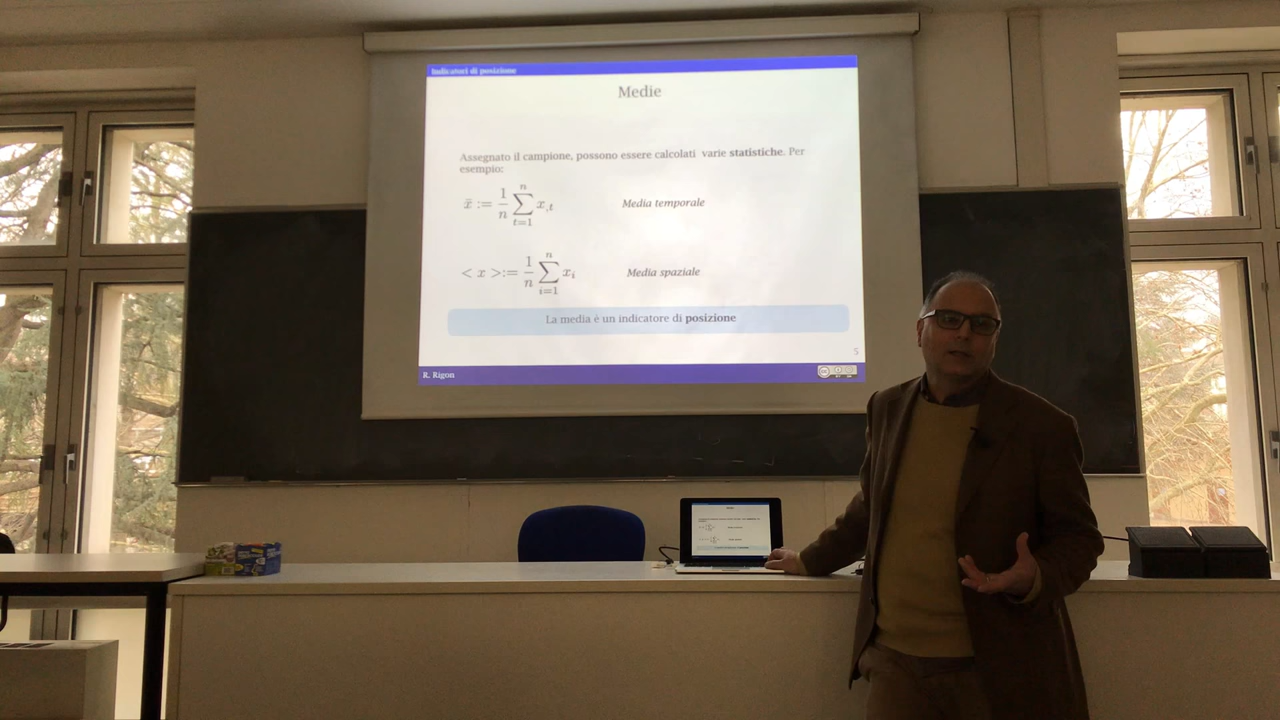 Indicatori di posizione
Medie
Assegnato il campione, possono essere calcolati varie statistiche. Per
esempo:
x̄ := 1/n ∑_{t=1}^{n} x_{,t} Media temporale
< x >:= 1/n ∑_{i=1}^{n} x_i Media spaziale
La media è un indicatore di posizione
5
R. Rigon